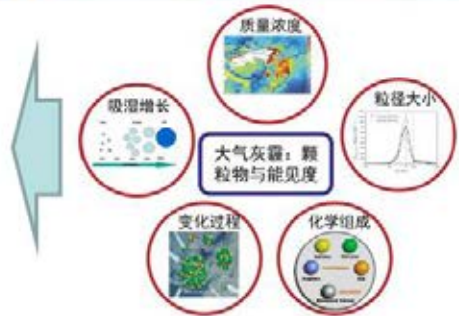 质量浓度
吸湿增长
粒径大小
大气灰霾：颗
粒物与能见度
变化过程
化学组成